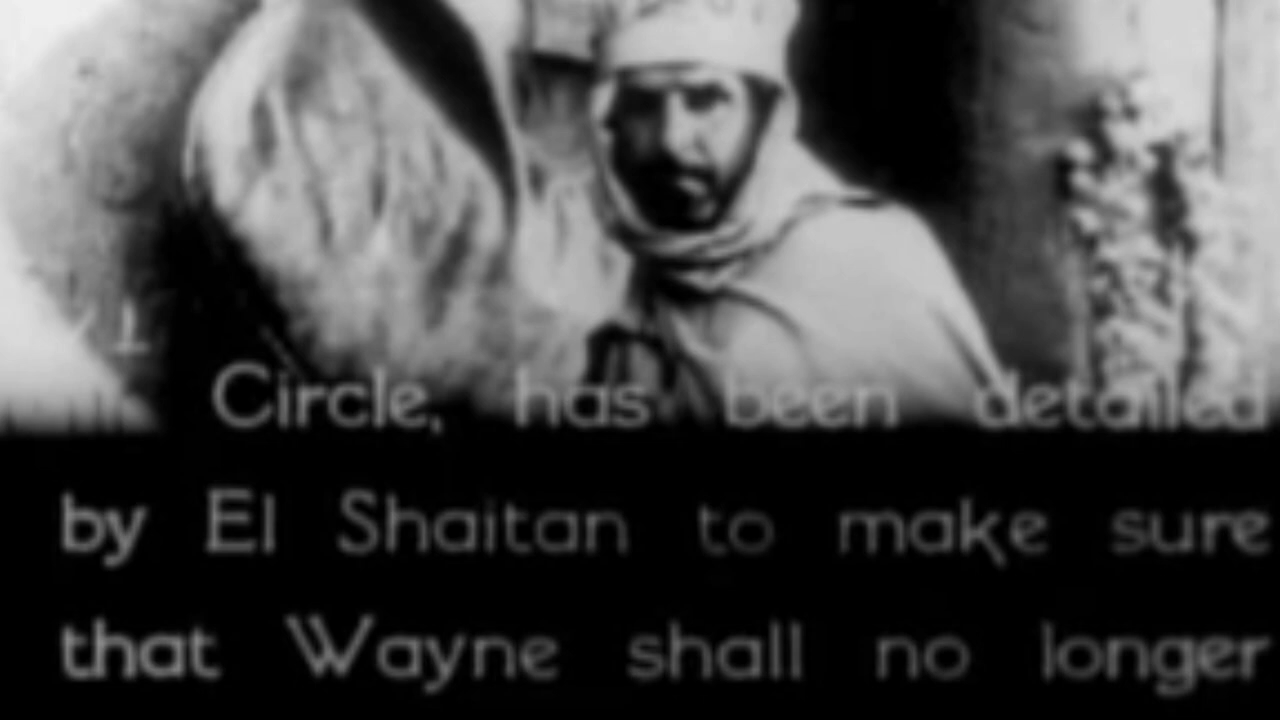 Circle, has been detailed
by El Shaitan to make sure
that Wayne shall no longer